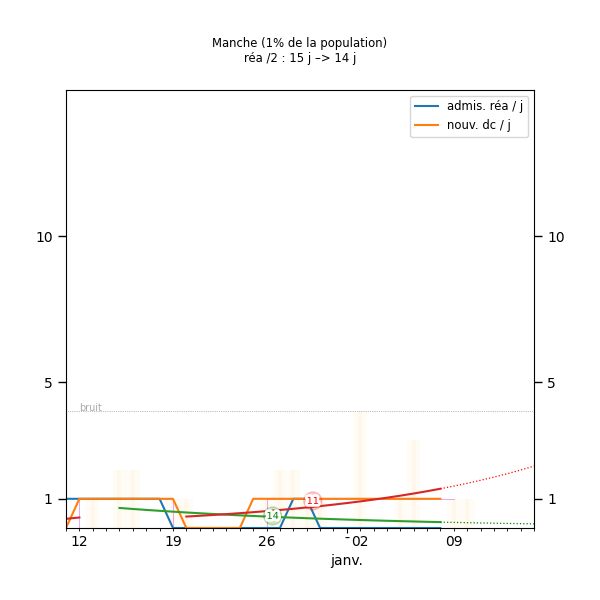 Manche (1% de la population)
réa /2 : 15 j –> 14 j
admis. réa / j
nouv. dc / j
10
10
5
5
bruit
1
1
11
14
12
19
26
02
09
janv.